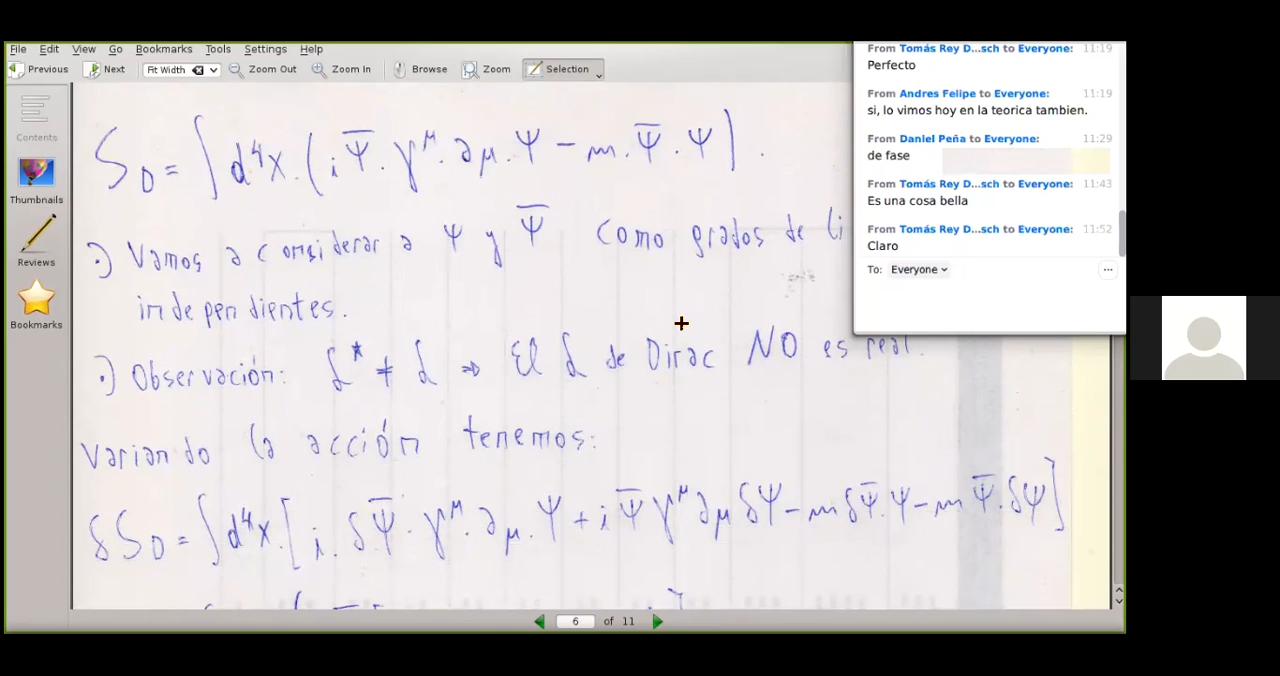 File Edit View Go Bookmarks Tools Settings Help
Previous Next Fit Width Zoom Out Zoom In Browse Zoom Selection
Contents
Thumbnails
Reviews
Bookmarks
S_D = ∫ d⁴x · ( i Ψ̄ · γ^μ · ∂μ · Ψ − m · Ψ̄ · Ψ ) .
·) Vamos a considerar a Ψ y Ψ̄ como grados de li
independientes.
·) Observación: ℒ* ≠ ℒ ⇒ El ℒ de Dirac NO es real.
Variando la acción tenemos:
δS_D = ∫ d⁴x · [ i · δΨ̄ · γ^μ · ∂μ · Ψ + i Ψ̄ γ^μ ∂μ δΨ − m δΨ̄ · Ψ − m Ψ̄ · δΨ ]
6 of 11
From Tomás Rey D...sch to Everyone: 11:19
Perfecto
From Andres Felipe to Everyone: 11:19
si, lo vimos hoy en la teorica tambien.
From Daniel Peña to Everyone: 11:29
de fase
From Tomás Rey D...sch to Everyone: 11:43
Es una cosa bella
From Tomás Rey D...sch to Everyone: 11:52
Claro
To: Everyone